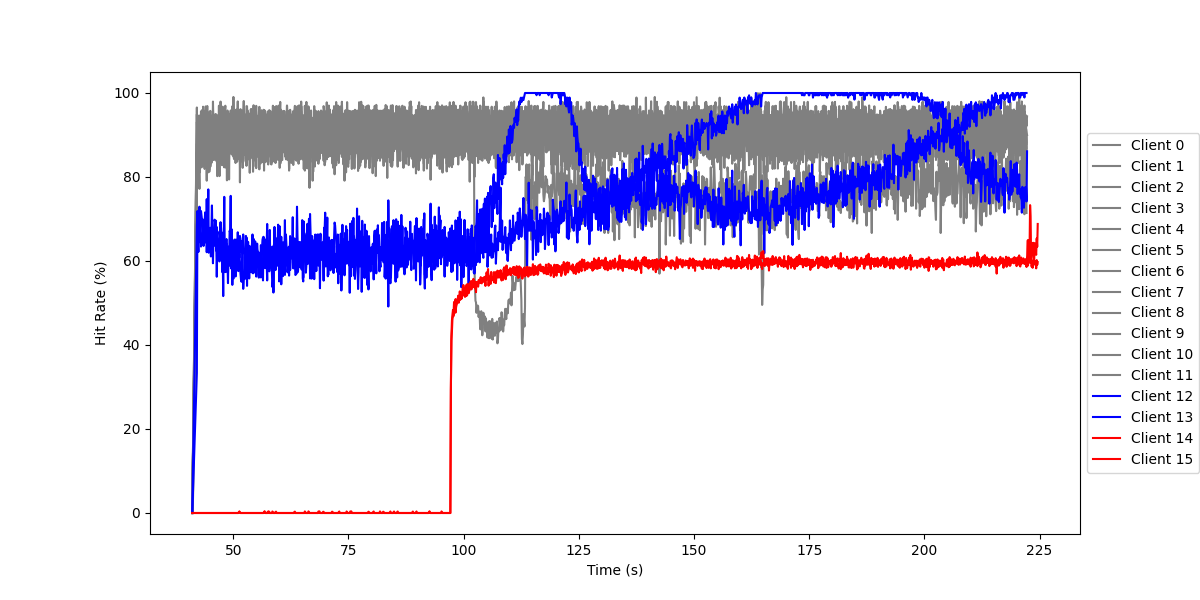 100
80
60
40
20
0
Hit Rate (%)
50
75
100
125
150
175
200
225
Time (s)
Client 0
Client 1
Client 2
Client 3
Client 4
Client 5
Client 6
Client 7
Client 8
Client 9
Client 10
Client 11
Client 12
Client 13
Client 14
Client 15